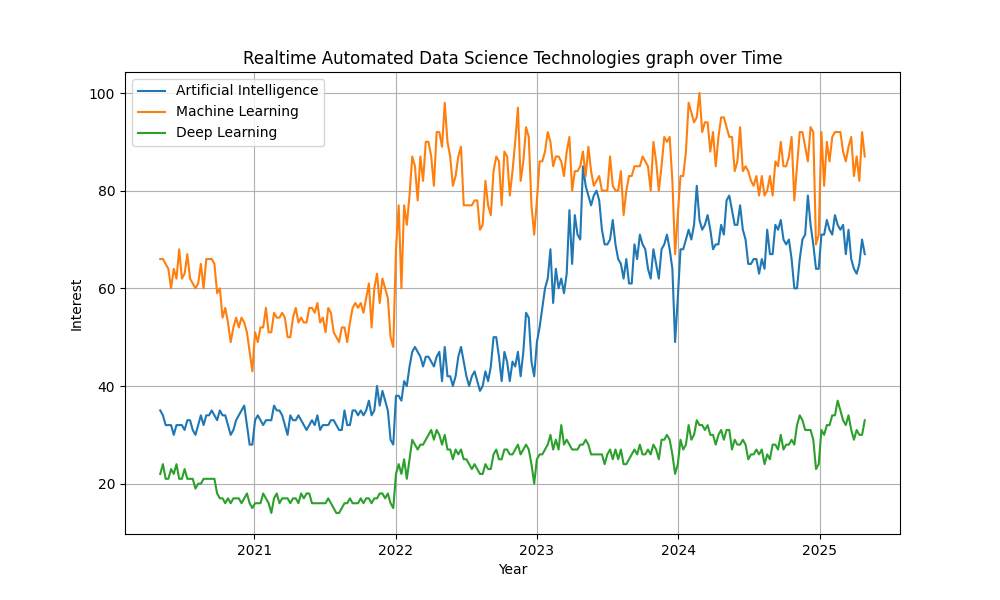 Realtime Automated Data Science Technologies graph over Time
Artificial Intelligence
Machine Learning
Deep Learning
100
80
60
40
20
Interest
2021 2022 2023 2024 2025
Year